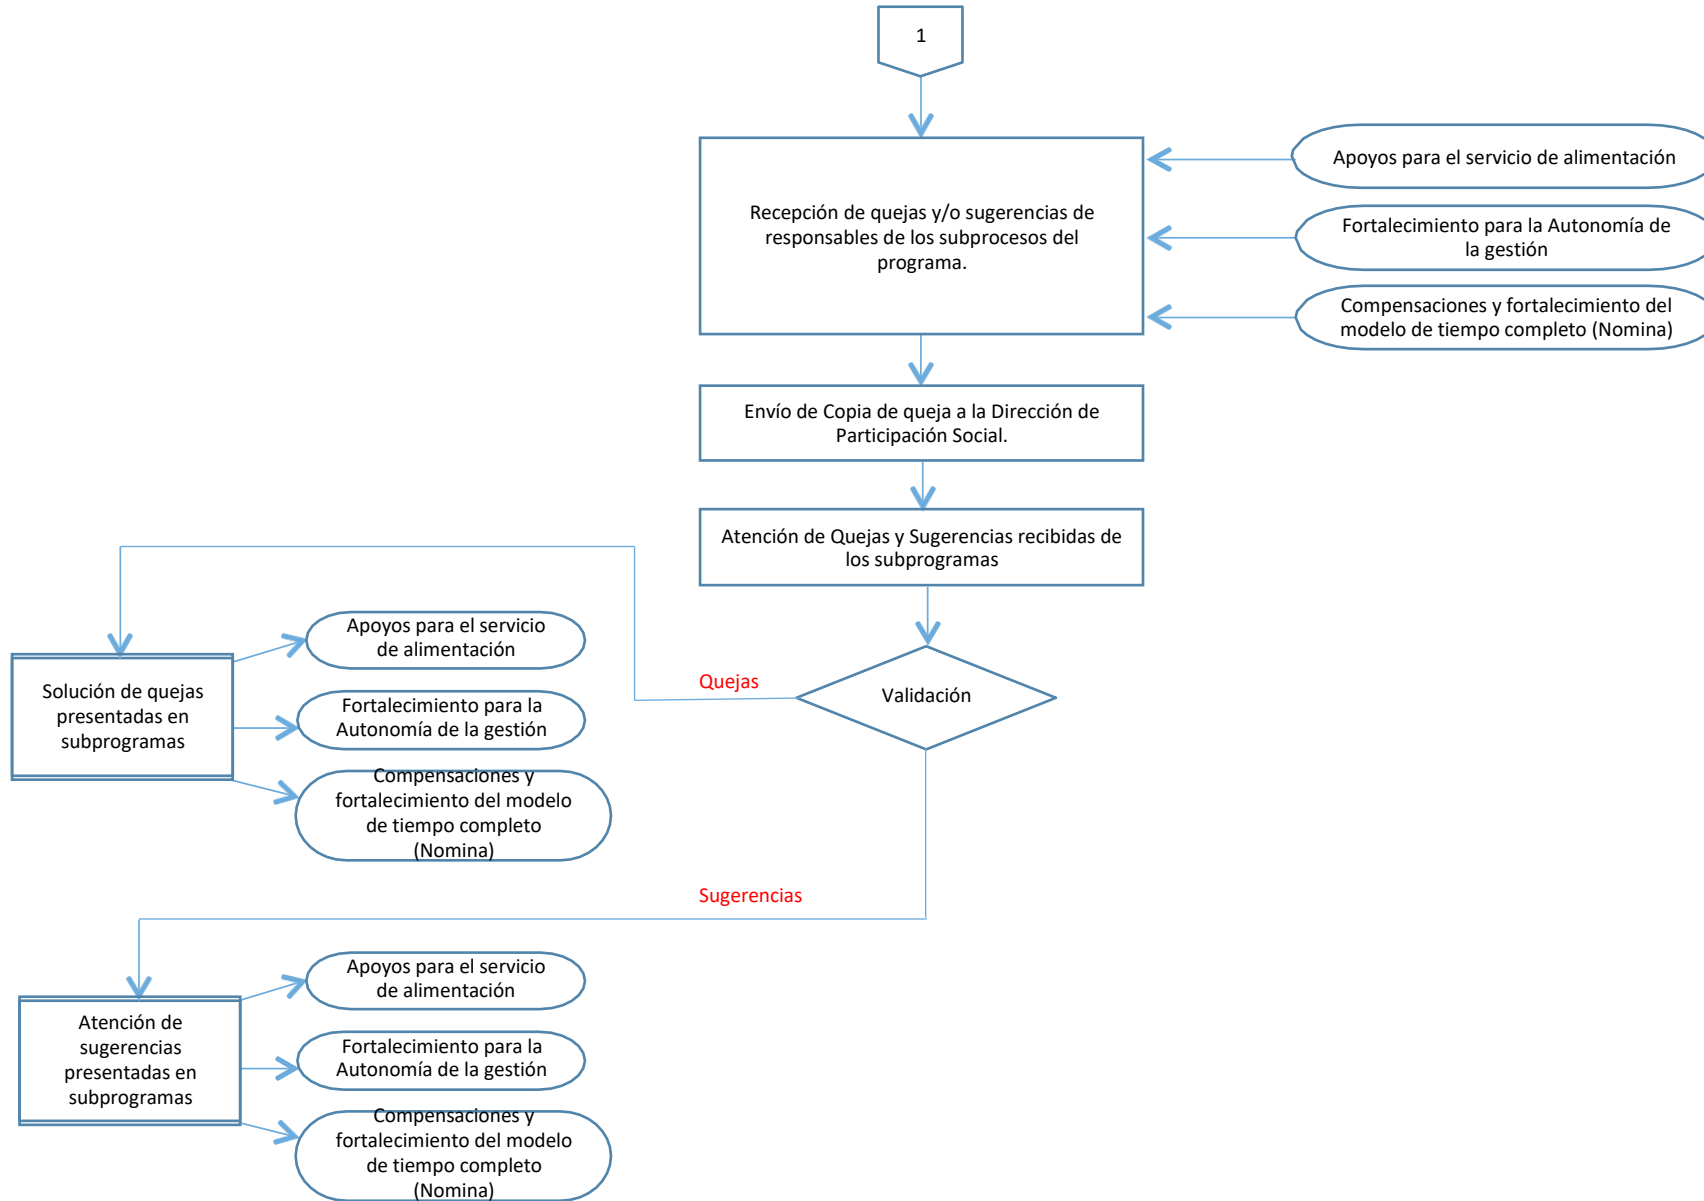 1
Recepción de quejas y/o sugerencias de
responsables de los subprocesos del
programa.
Apoyos para el servicio de alimentación
Fortalecimiento para la Autonomía de
la gestión
Compensaciones y fortalecimiento del
modelo de tiempo completo (Nomina)
Envío de Copia de queja a la Dirección de
Participación Social.
Atención de Quejas y Sugerencias recibidas de
los subprogramas
Validación
Quejas
Solución de quejas
presentadas en
subprogramas
Apoyos para el servicio
de alimentación
Fortalecimiento para la
Autonomía de la gestión
Compensaciones y
fortalecimiento del modelo
de tiempo completo
(Nomina)
Sugerencias
Atención de
sugerencias
presentadas en
subprogramas
Apoyos para el servicio
de alimentación
Fortalecimiento para la
Autonomía de la gestión
Compensaciones y
fortalecimiento del modelo
de tiempo completo
(Nomina)